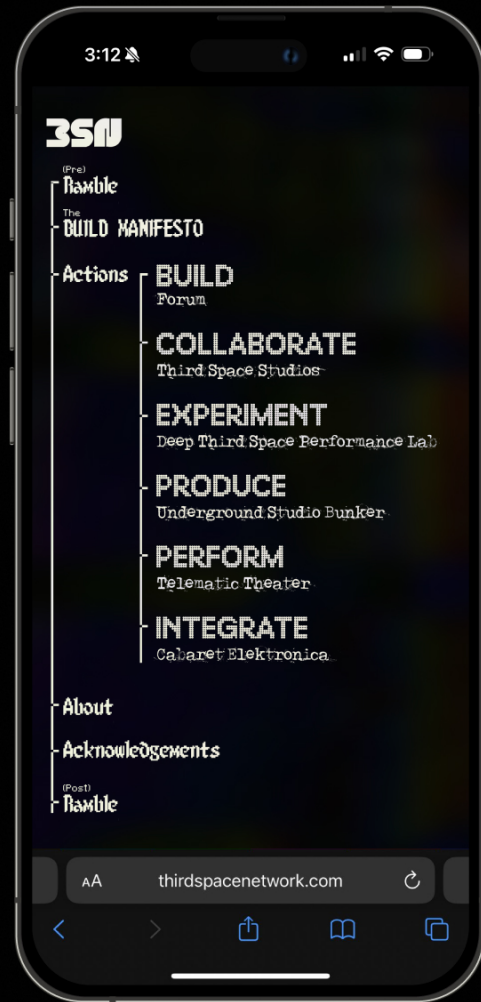 3:12
3SN
(Pre)
Ramble
The
BUILD MANIFESTO
Actions
BUILD
Forum
COLLABORATE
Third Space Studios
EXPERIMENT
Deep Third Space Performance Lab
PRODUCE
Underground Studio Bunker
PERFORM
Telematic Theater
INTEGRATE
Cabaret Elektronica
About
Acknowledgements
(Post)
Ramble
AA thirdspacenetwork.com